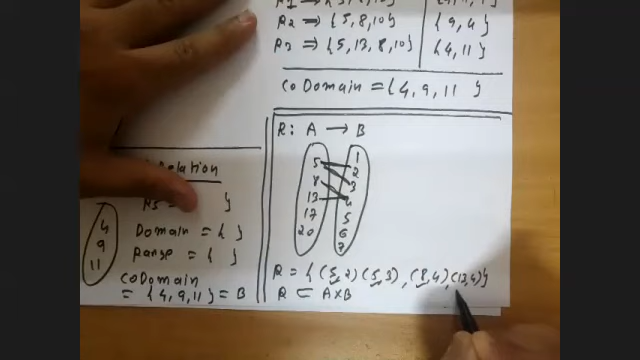 R2 ⇒ {5,8,10} {9,4}
R3 ⇒ {5,13,8,10} {4,11}
CoDomain = {4,9,11}
R: A → B
5
8
13
17
20
1
2
3
4
5
6
7
R = { (5,2) (5,3), (8,4), (13,4)}
R ⊂ A×B
Relation
}
Domain = { }
Range = { }
CoDomain
= {4,9,11} = B
4
9
11